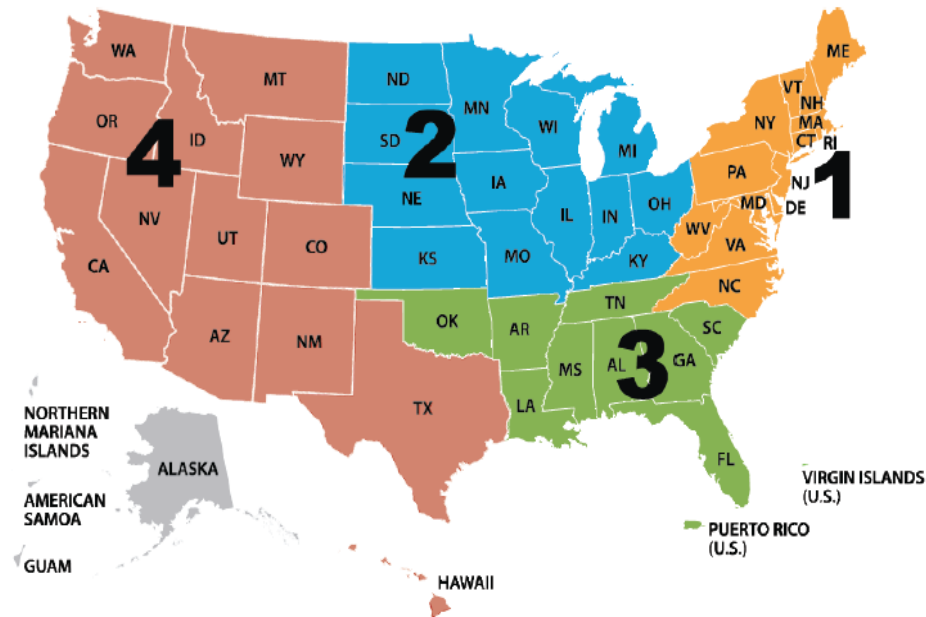 WA
MT
ND
MN
ME
VT
NH
OR
ID
4
SD
2
WI
MI
NY
MA
CT
RI
WY
IA
NE
PA
NJ
1
NV
UT
CO
IL
IN
OH
MD
DE
WV
VA
CA
KS
MO
KY
NC
AZ
NM
OK
AR
TN
SC
MS
AL
3
GA
TX
LA
FL
NORTHERN
MARIANA
ISLANDS
ALASKA
AMERICAN
SAMOA
GUAM
HAWAII
VIRGIN ISLANDS
(U.S.)
PUERTO RICO
(U.S.)